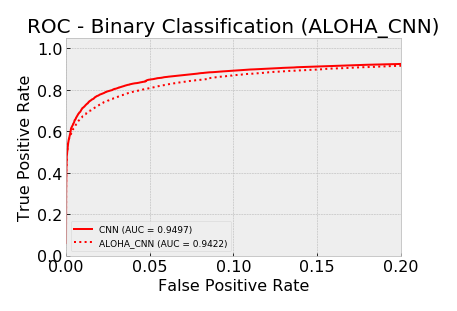 ROC - Binary Classification (ALOHA_CNN)
True Positive Rate
1.0
0.8
0.6
0.4
0.2
0.0
CNN (AUC = 0.9497)
ALOHA_CNN (AUC = 0.9422)
0.00 0.05 0.10 0.15 0.20
False Positive Rate